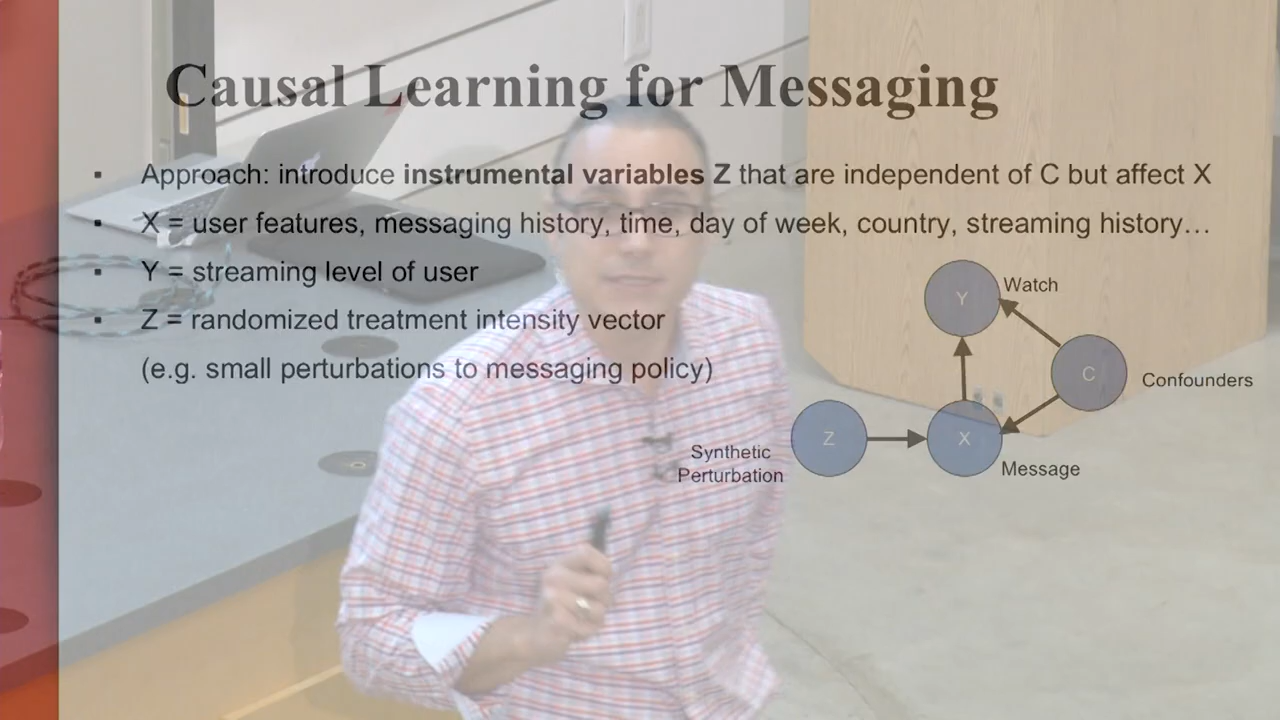 Causal Learning for Messaging
▪ Approach: introduce instrumental variables Z that are independent of C but affect X
▪ X = user features, messaging history, time, day of week, country, streaming history…
▪ Y = streaming level of user
▪ Z = randomized treatment intensity vector
(e.g. small perturbations to messaging policy)
Y
Watch
C
Confounders
Z
X
Synthetic
Perturbation
Message